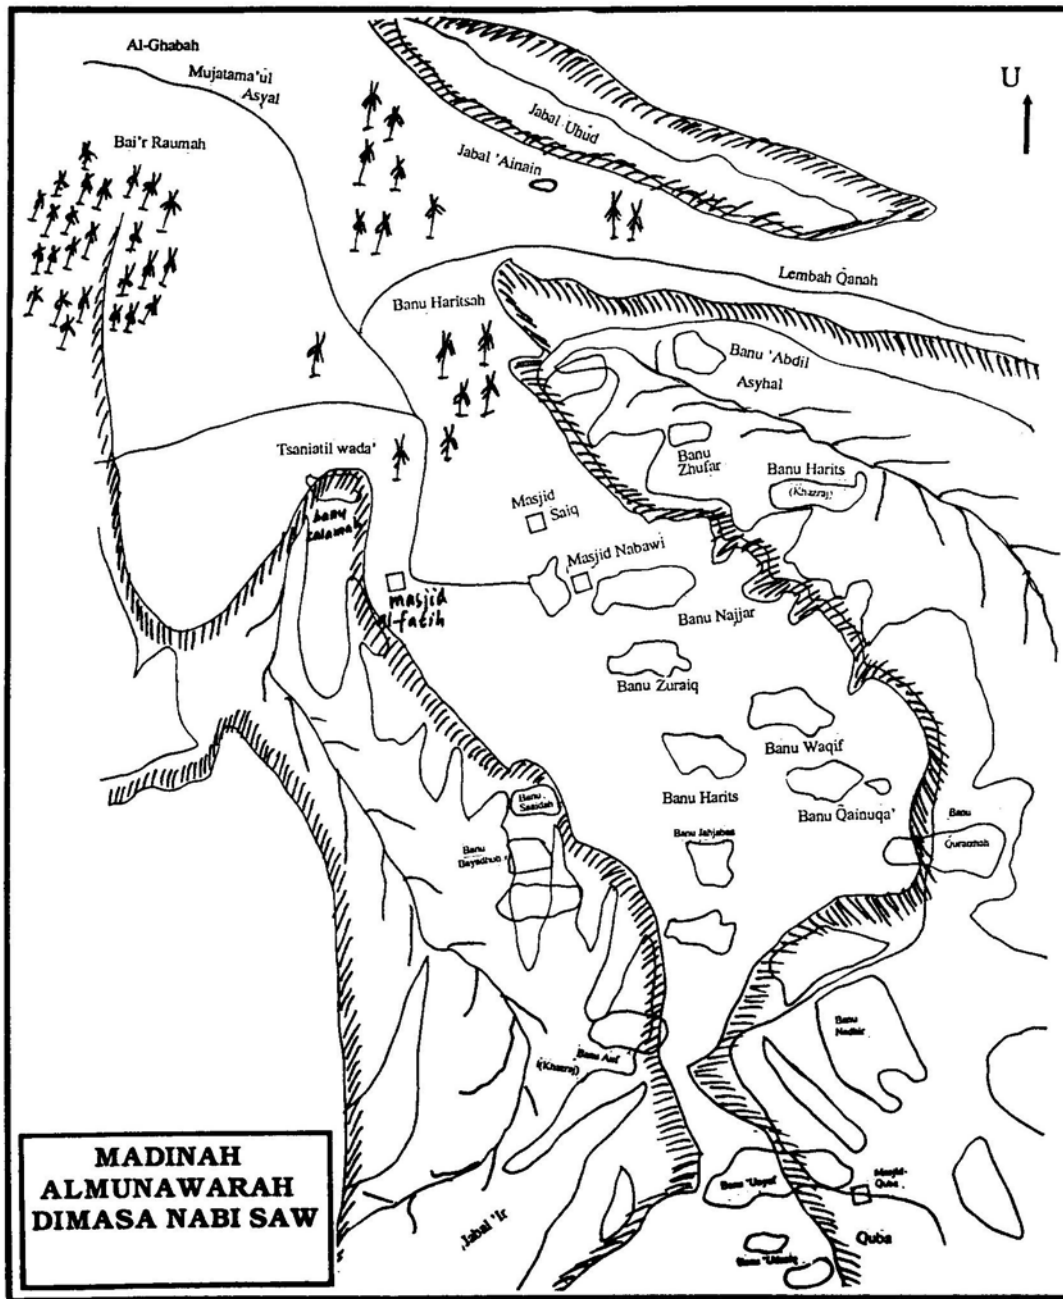 Al-Ghabah
Mujatama'ul
Asyal
U
Bai'r Raumah
Jabal Uhud
Jabal 'Ainain
Lembah Qanah
Banu Haritsah
Banu 'Abdil
Asyhal
Tsaniatil wada'
Banu
Zhufar
Banu Harits
(Khazraj)
banu
salamah
Masjid
Saiq
Masjid Nabawi
masjid
al-fatih
Banu Najjar
Banu Zuraiq
Banu Waqif
Banu
Saaidah
Banu Harits
Banu Qainuqa'
Banu
Banu
Banu Jahjabaa
Banu
Nadhir
Banu Auf
(Khazraj)
Masjid
Quba
Quba
Jabal 'Ir
Banu
Banu
MADINAH
ALMUNAWARAH
DIMASA NABI SAW